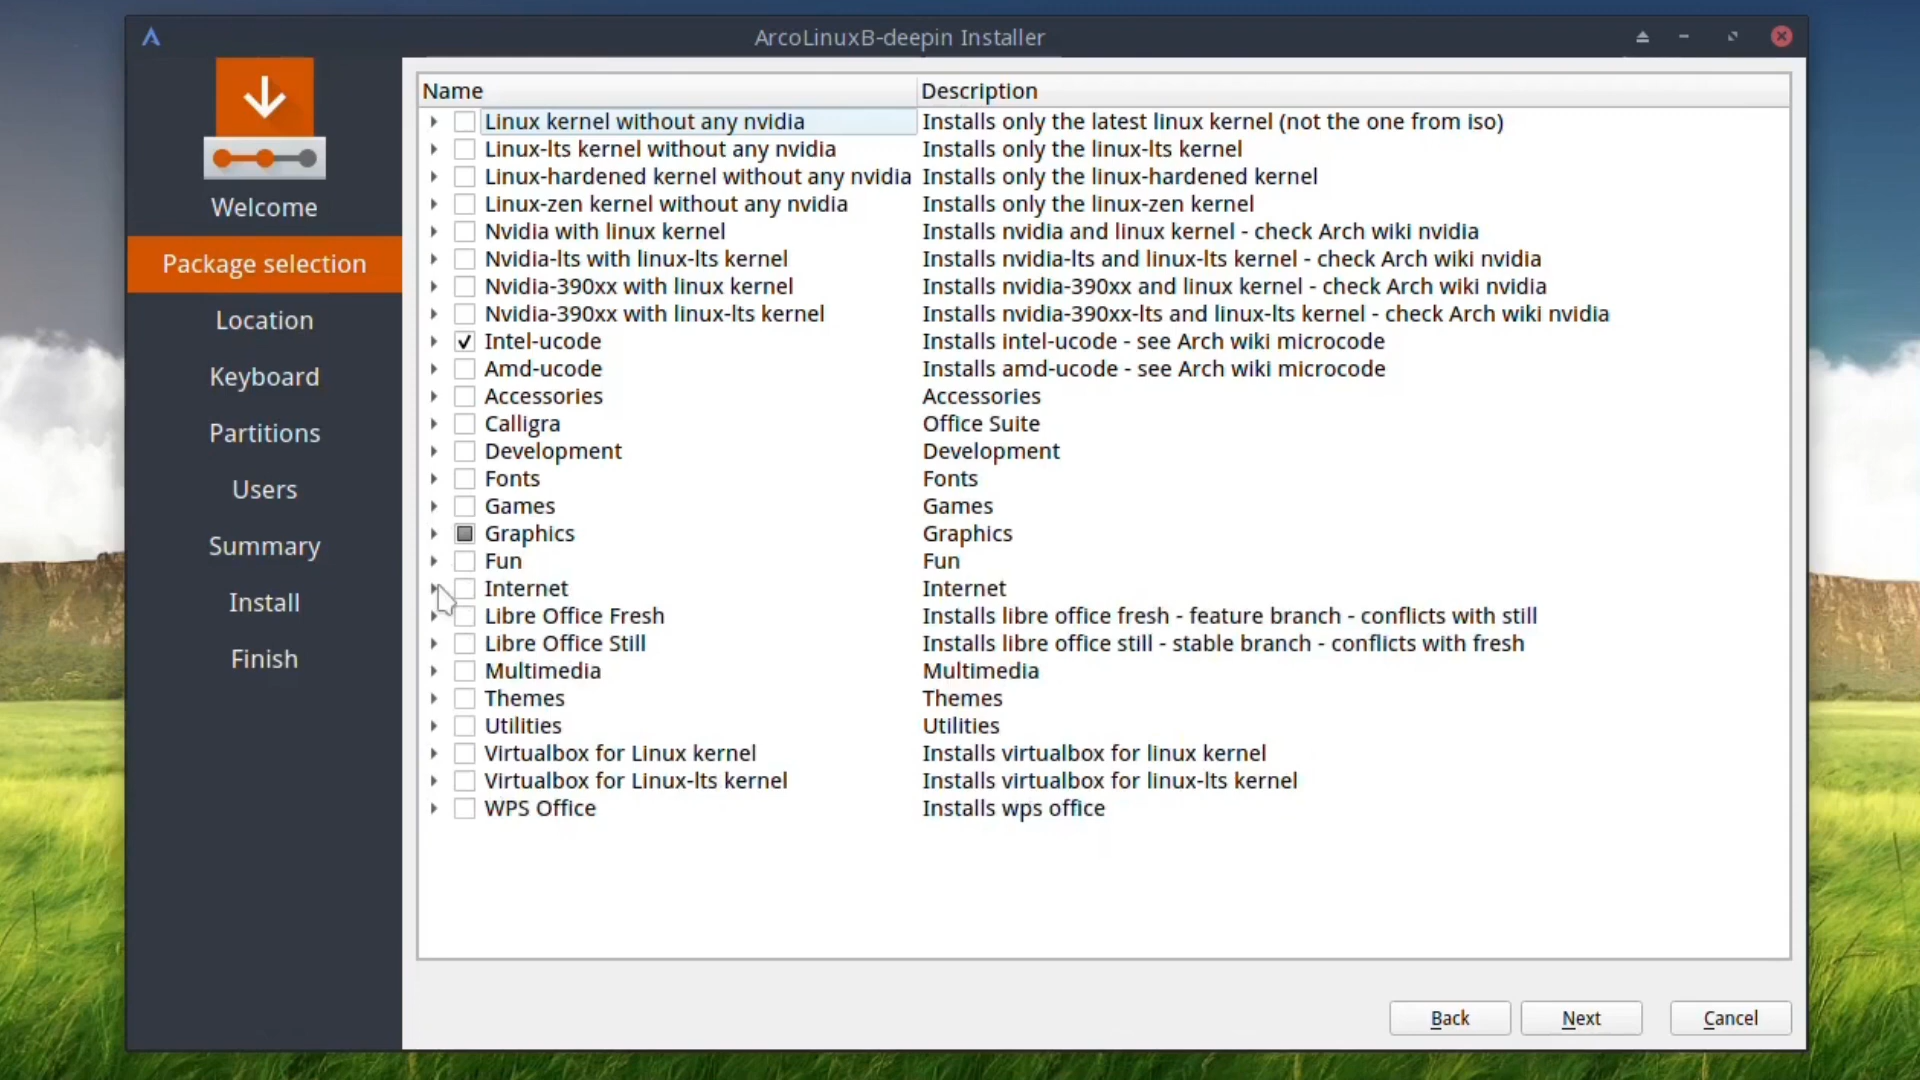 ArcoLinuxB-deepin Installer
Welcome
Package selection
Location
Keyboard
Partitions
Users
Summary
Install
Finish
Name Description
Linux kernel without any nvidia Installs only the latest linux kernel (not the one from iso)
Linux-lts kernel without any nvidia Installs only the linux-lts kernel
Linux-hardened kernel without any nvidia Installs only the linux-hardened kernel
Linux-zen kernel without any nvidia Installs only the linux-zen kernel
Nvidia with linux kernel Installs nvidia and linux kernel - check Arch wiki nvidia
Nvidia-lts with linux-lts kernel Installs nvidia-lts and linux-lts kernel - check Arch wiki nvidia
Nvidia-390xx with linux kernel Installs nvidia-390xx and linux kernel - check Arch wiki nvidia
Nvidia-390xx with linux-lts kernel Installs nvidia-390xx-lts and linux-lts kernel - check Arch wiki nvidia
Intel-ucode Installs intel-ucode - see Arch wiki microcode
Amd-ucode Installs amd-ucode - see Arch wiki microcode
Accessories Accessories
Calligra Office Suite
Development Development
Fonts Fonts
Games Games
Graphics Graphics
Fun Fun
Internet Internet
Libre Office Fresh Installs libre office fresh - feature branch - conflicts with still
Libre Office Still Installs libre office still - stable branch - conflicts with fresh
Multimedia Multimedia
Themes Themes
Utilities Utilities
Virtualbox for Linux kernel Installs virtualbox for linux kernel
Virtualbox for Linux-lts kernel Installs virtualbox for linux-lts kernel
WPS Office Installs wps office
Back Next Cancel